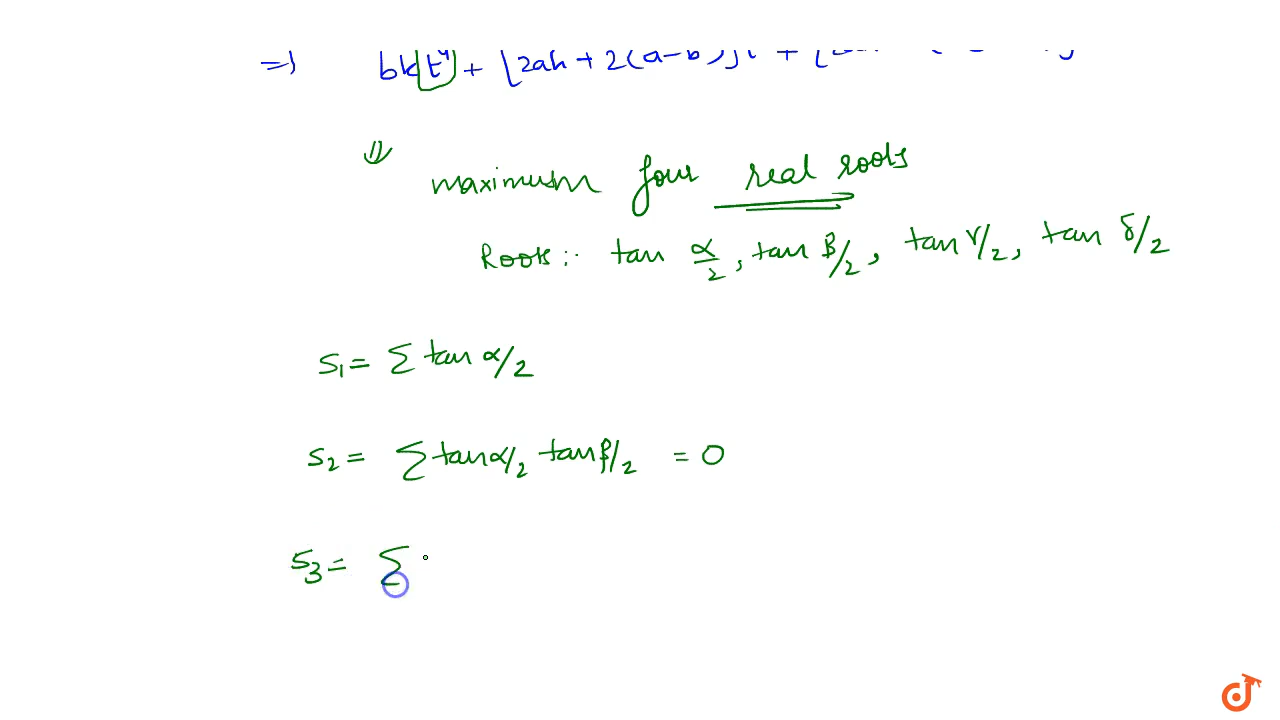 => bk t⁴ + [2ah + 2(a-b
maximum four real roots
Roots :- tan α/2, tan β/2, tan γ/2, tan δ/2
S₁ = Σ tan α/2
S₂ = Σ tan α/2 tan β/2 = 0
S₃ = Σ